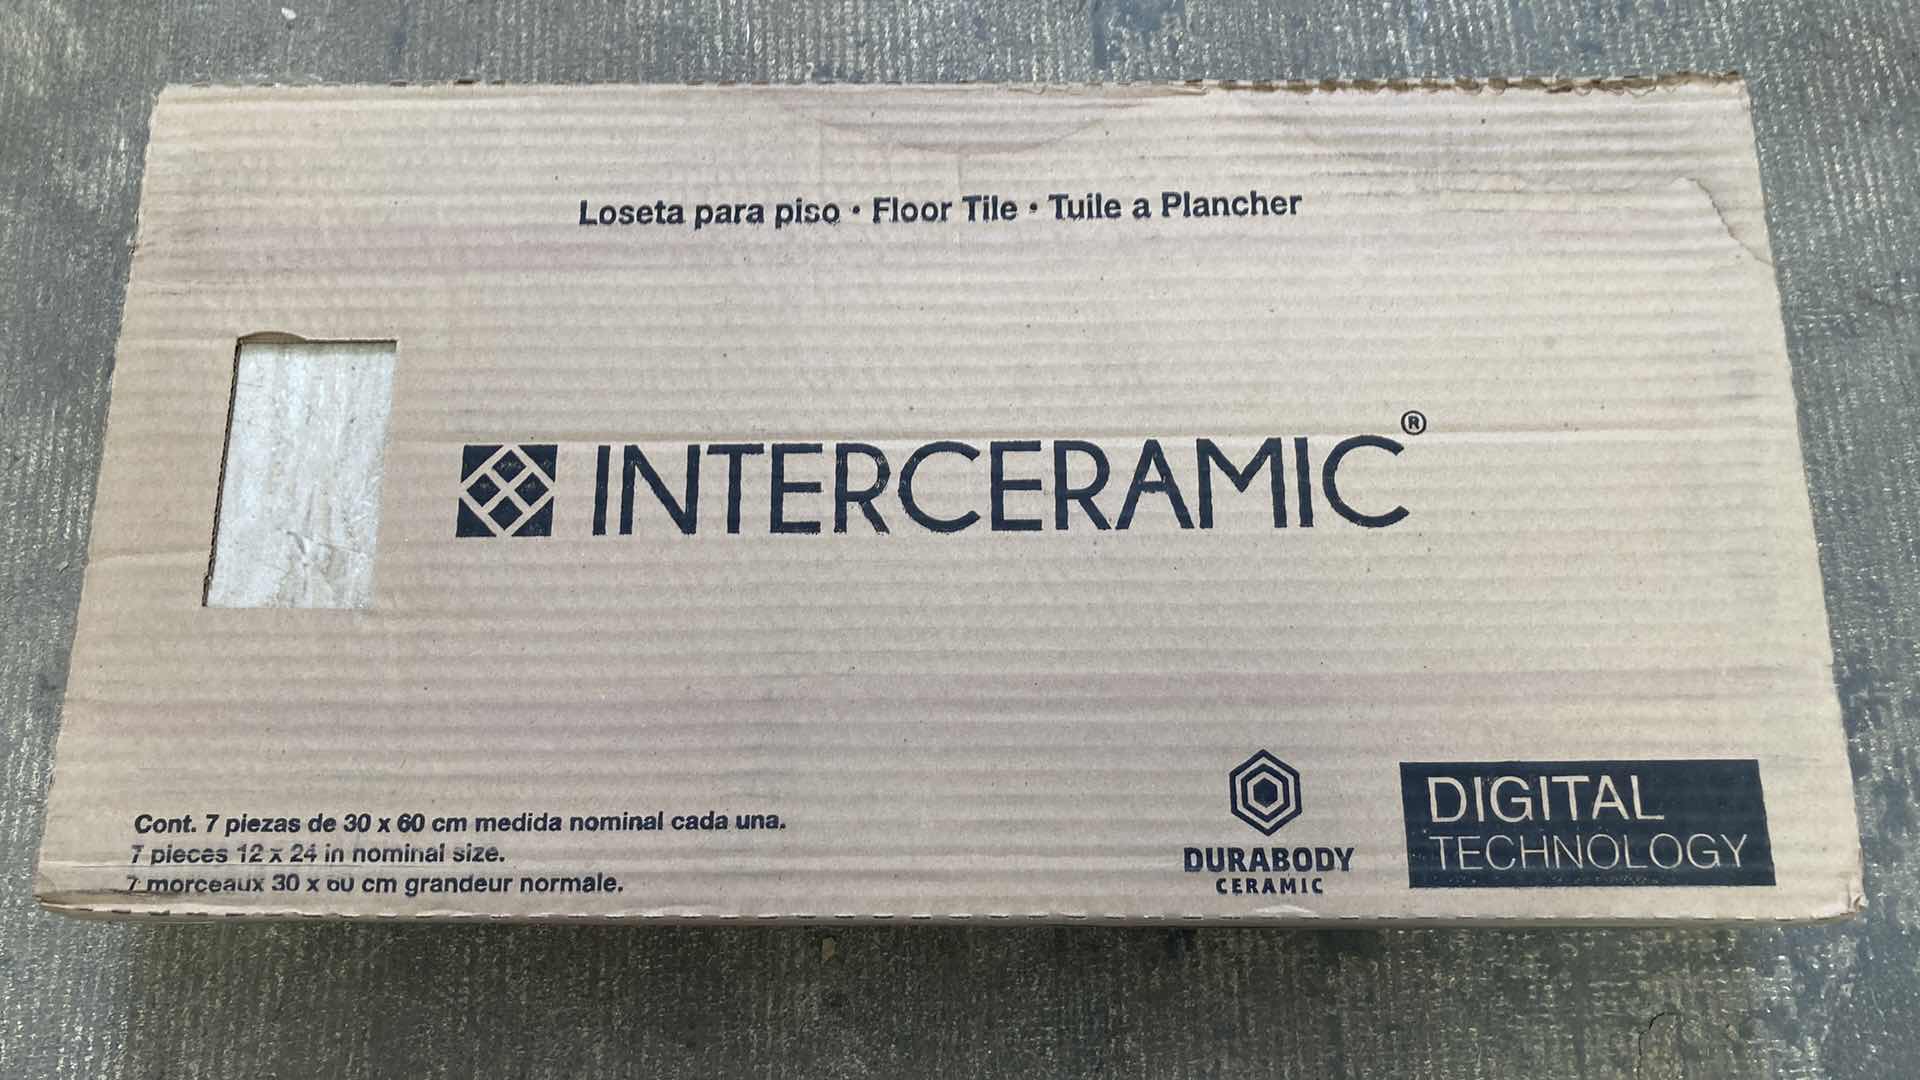 Loseta para piso • Floor Tile • Tuile a Plancher
INTERCERAMIC®
Cont. 7 piezas de 30 x 60 cm medida nominal cada una.
7 pieces 12 x 24 in nominal size.
7 morceaux 30 x 60 cm grandeur normale.
DURABODY
CERAMIC
DIGITAL
TECHNOLOGY